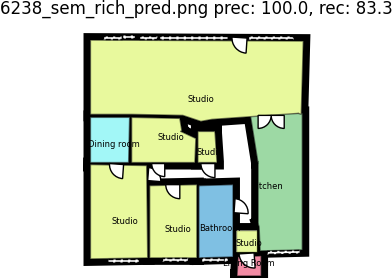 6238_sem_rich_pred.png prec: 100.0, rec: 83.3
Studio
Dining room
Studio
Stud
itchen
Studio
Studio
Bathroo
Studio
Living Room